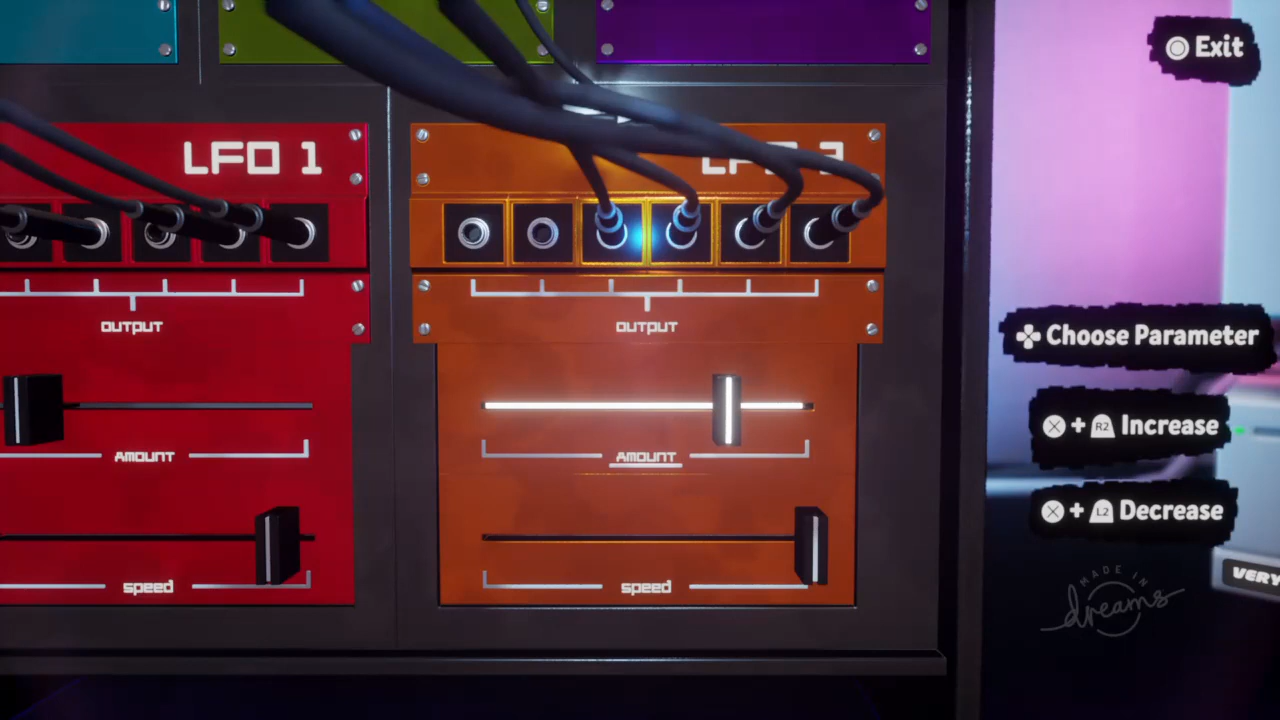 Exit
LFO 1
OUTPUT
OUTPUT
Choose Parameter
R2 Increase
AMOUNT
AMOUNT
L2 Decrease
speed
speed
MADE IN
dreams
VERY